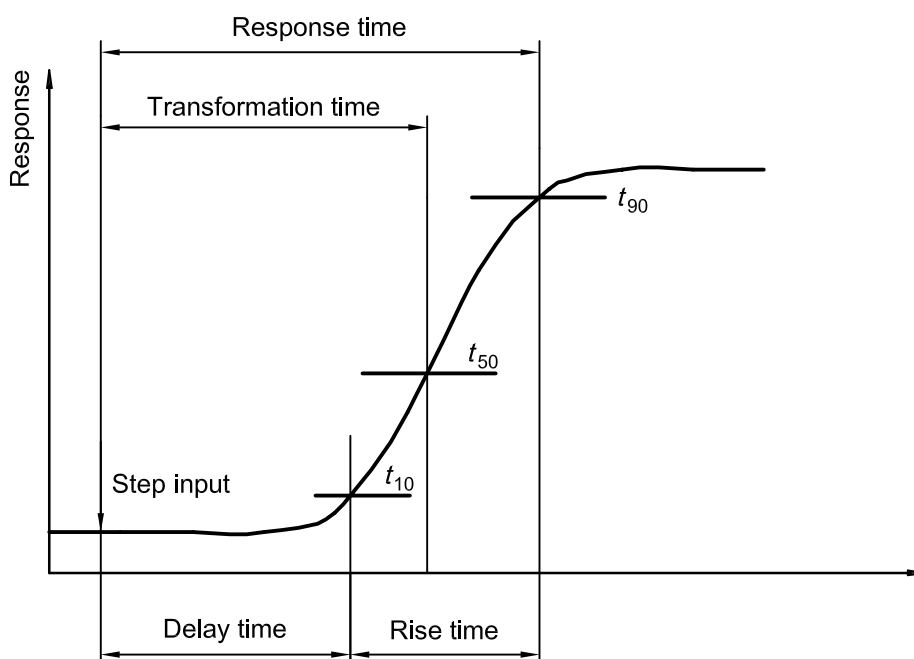 Response time
Transformation time
Response
t90
t50
t10
Step input
Delay time
Rise time